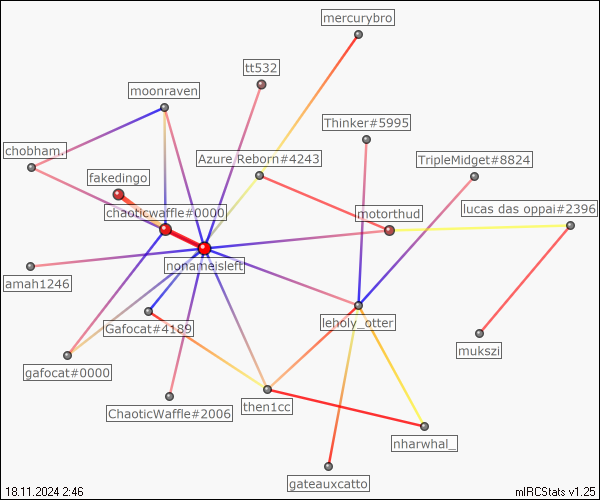 mercurybro
tt532
moonraven
Thinker#5995
chobham.
Azure Reborn#4243
TripleMidget#8824
fakedingo
lucas das oppai#2396
chaoticwaffle#0000
motorthud
nonameisleft
amah1246
leholy_otter
Gafocat#4189
mukszi
gafocat#0000
then1cc
ChaoticWaffle#2006
nharwhal_
gateauxcatto
18.11.2024 2:46
mIRCStats v1.25